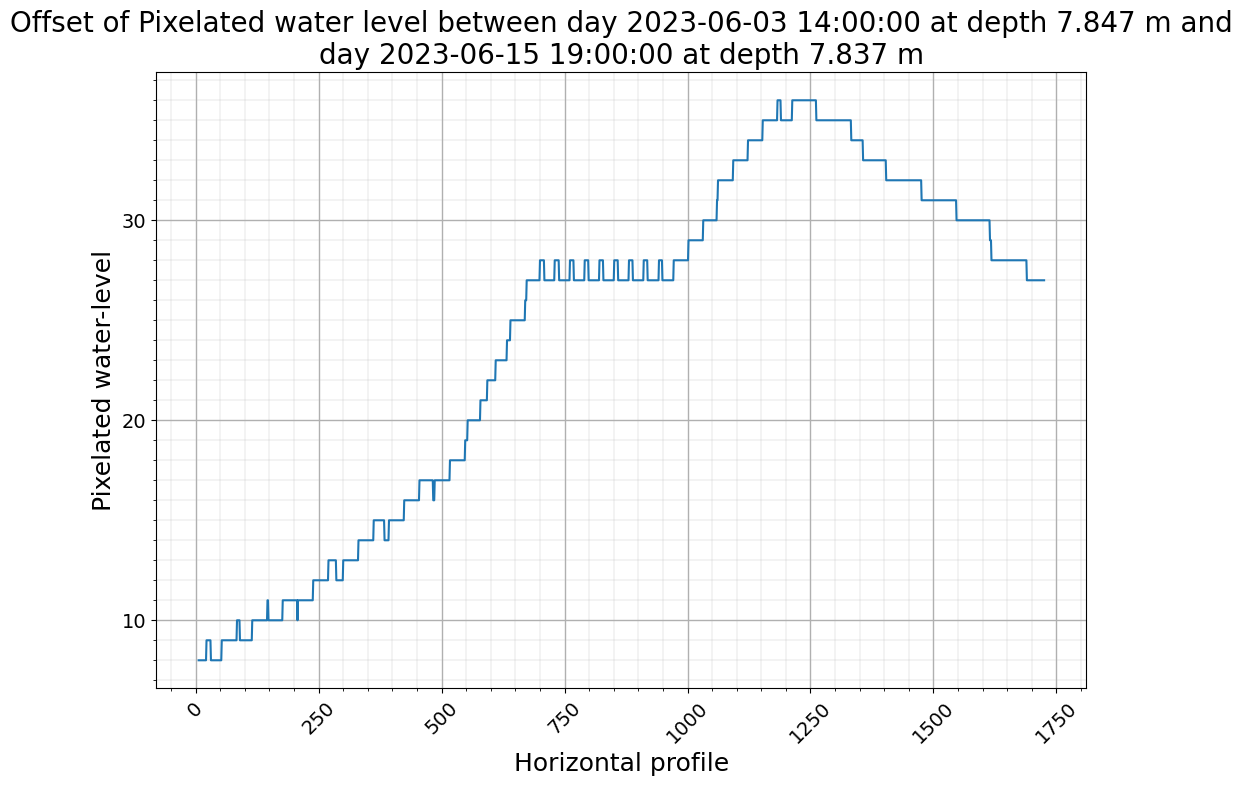 Offset of Pixelated water level between day 2023-06-03 14:00:00 at depth 7.847 m and
day 2023-06-15 19:00:00 at depth 7.837 m
30
20
10
Pixelated water-level
0
250
500
750
1000
1250
1500
1750
Horizontal profile